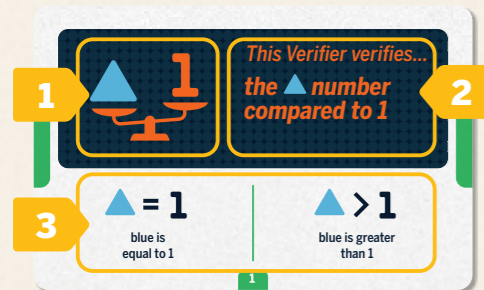 1
1
This Verifier verifies...
the number
compared to 1
2
3
= 1
blue is
equal to 1
> 1
blue is greater
than 1
1